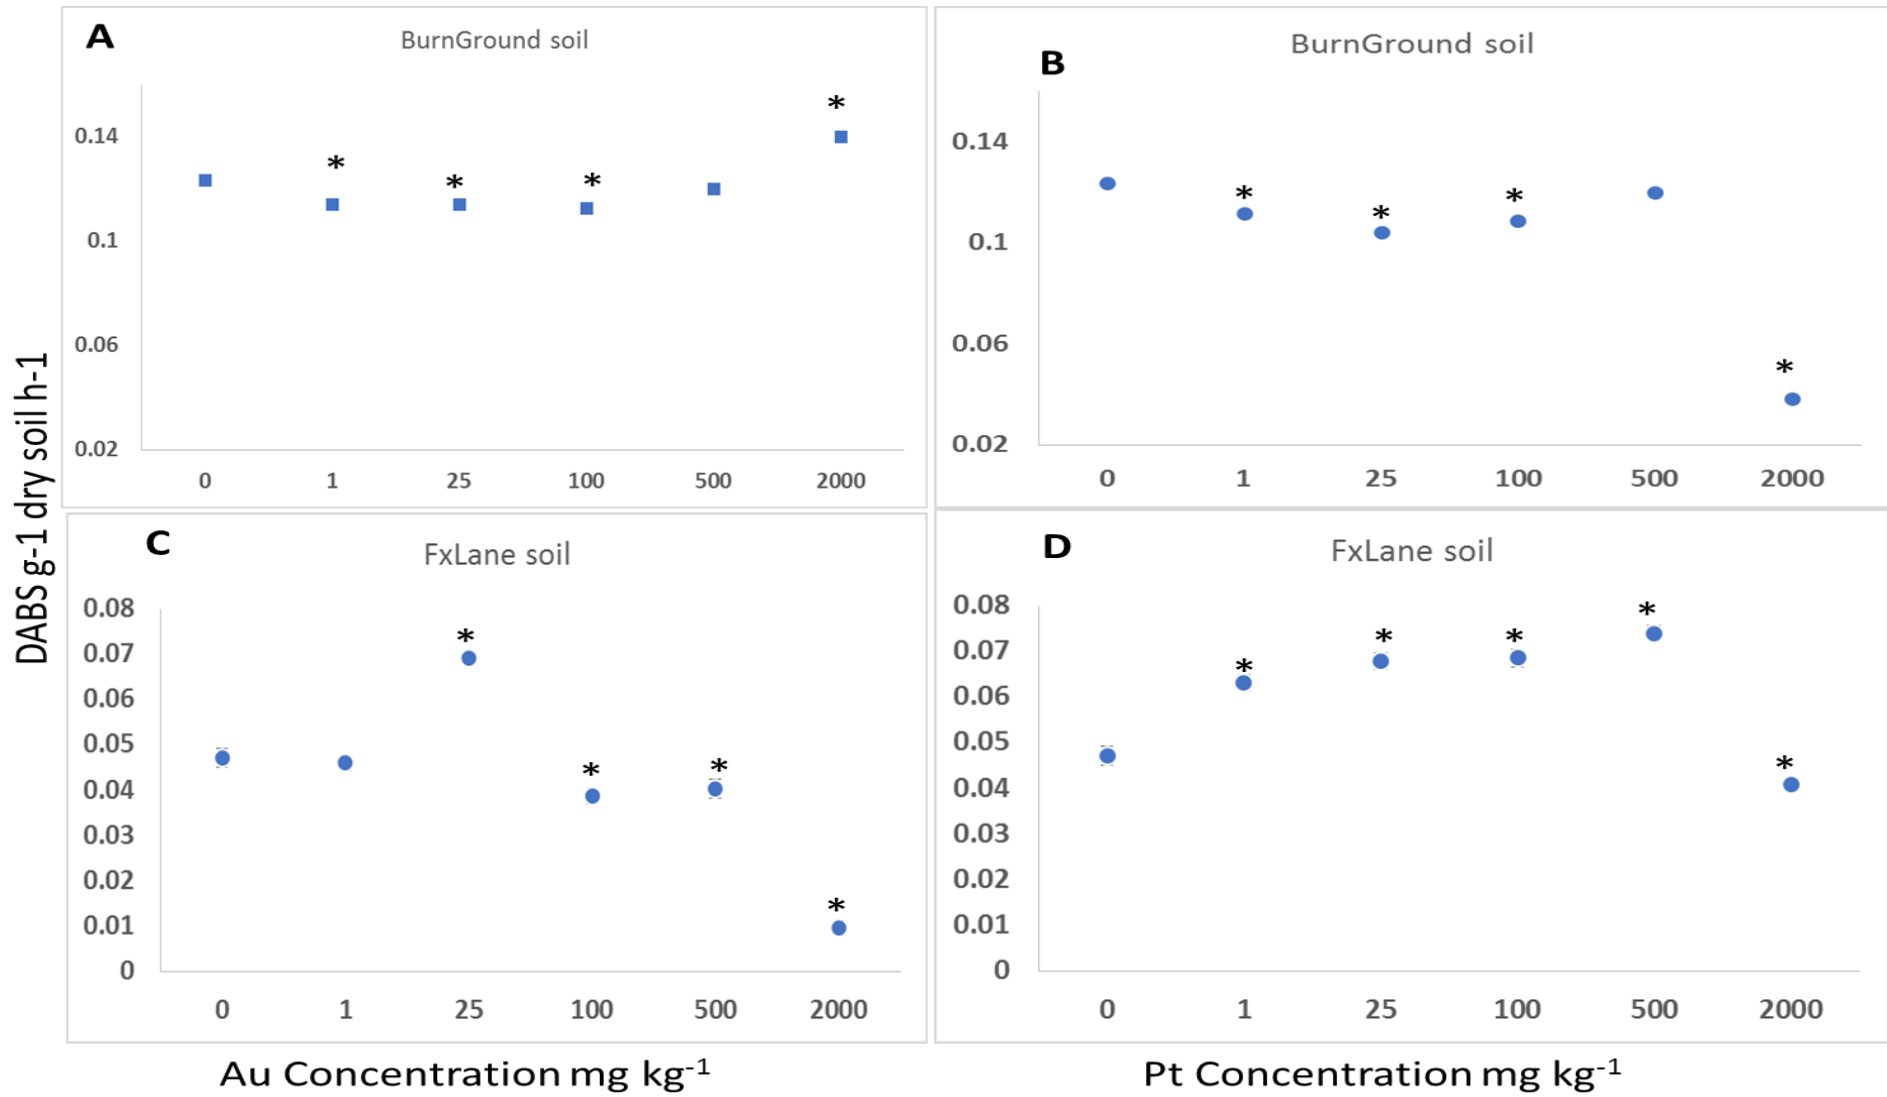 DABS g-1 dry soil h-1
A
BurnGround soil
*
*
*
*
0.14
0.1
0.06
0.02
0 1 25 100 500 2000
B
BurnGround soil
0.14
*
*
*
0.1
0.06
*
0.02
0 1 25 100 500 2000
C
FxLane soil
0.08
*
0.07
0.06
0.05
*
*
0.04
0.03
0.02
*
0.01
0
0 1 25 100 500 2000
Au Concentration mg kg⁻¹
D
FxLane soil
0.08
*
*
*
*
0.07
0.06
0.05
*
0.04
0.03
0.02
0.01
0
0 1 25 100 500 2000
Pt Concentration mg kg⁻¹